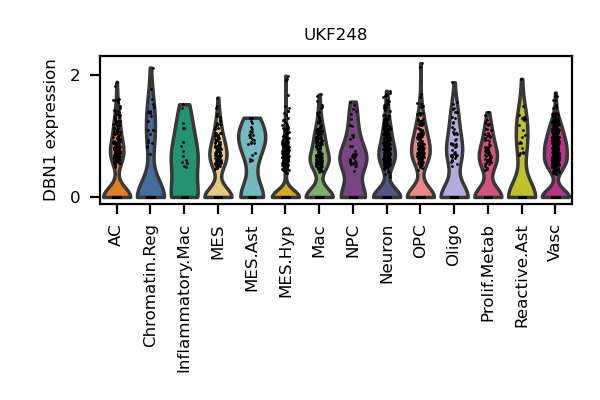 UKF248
DBN1 expression
2
0
AC
Chromatin.Reg
Inflammatory.Mac
MES
MES.Ast
MES.Hyp
Mac
NPC
Neuron
OPC
Oligo
Prolif.Metab
Reactive.Ast
Vasc